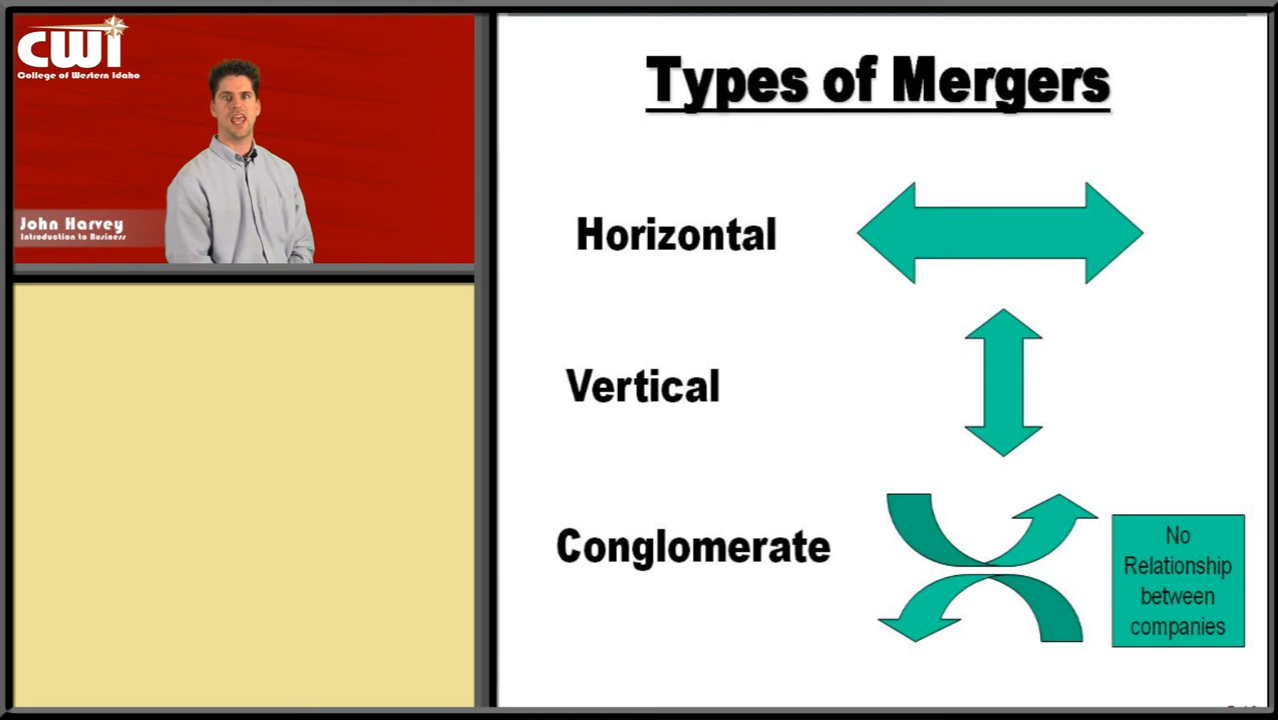 CWI
College of Western Idaho
John Harvey
Introduction to Business
Types of Mergers
Horizontal
Vertical
Conglomerate
No
Relationship
between
companies